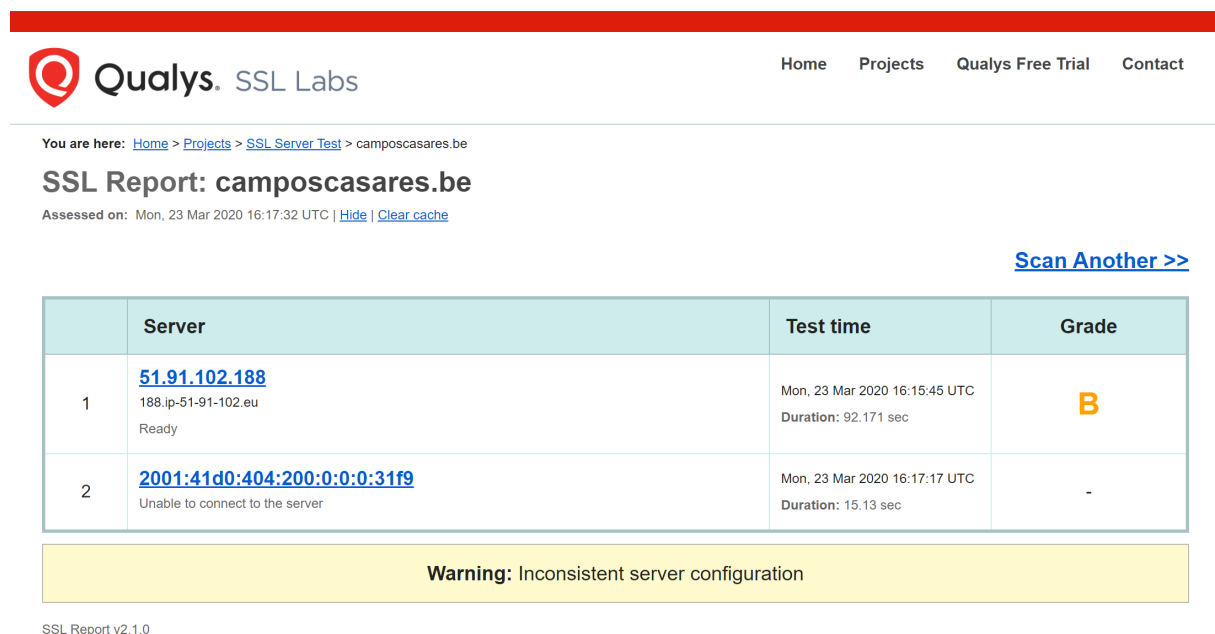 Qualys. SSL Labs
Home Projects Qualys Free Trial Contact
You are here: Home > Projects > SSL Server Test > camposcasares.be
SSL Report: camposcasares.be
Assessed on: Mon, 23 Mar 2020 16:17:32 UTC | Hide | Clear cache
Scan Another >>
Server Test time Grade
1
51.91.102.188
188.ip-51-91-102.eu
Ready
Mon, 23 Mar 2020 16:15:45 UTC
Duration: 92.171 sec
B
2
2001:41d0:404:200:0:0:0:31f9
Unable to connect to the server
Mon, 23 Mar 2020 16:17:17 UTC
Duration: 15.13 sec
-
Warning: Inconsistent server configuration
SSL Report v2.1.0